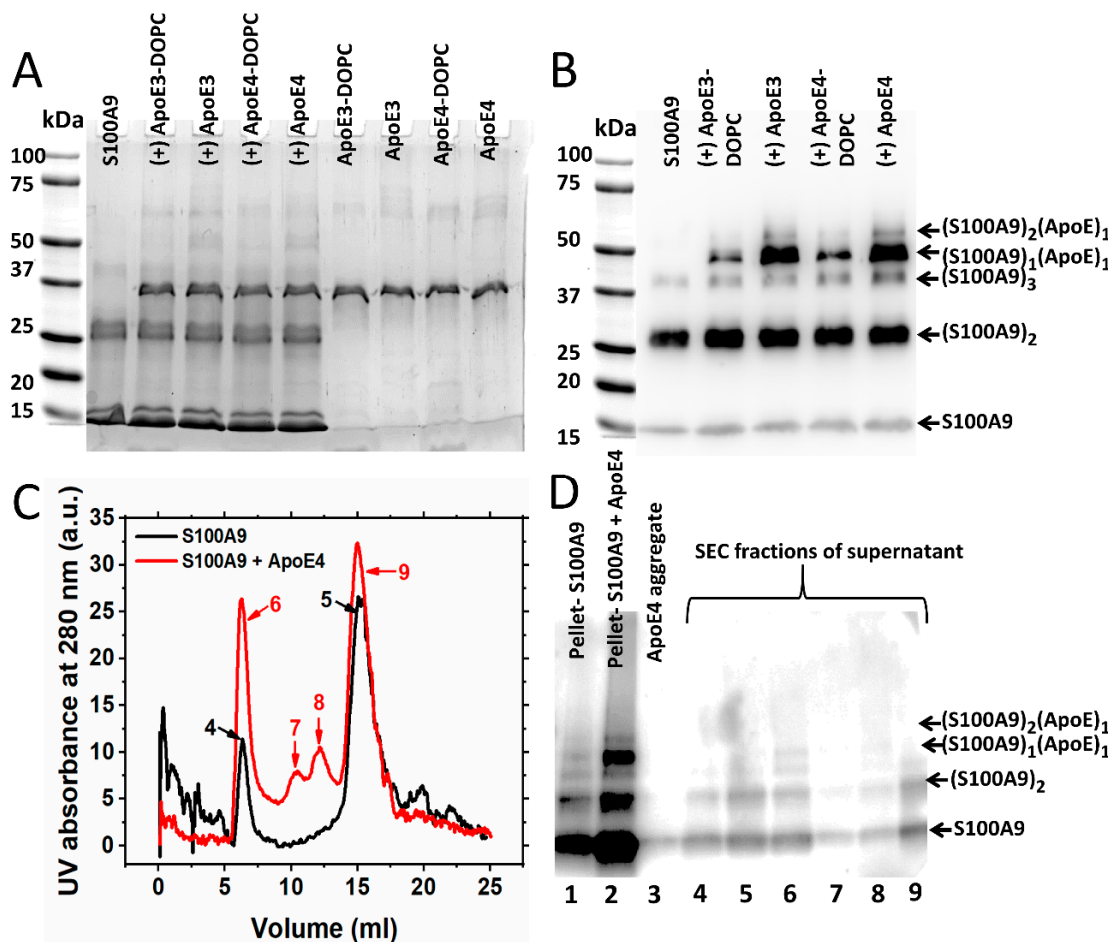 A
kDa
S100A9
(+) ApoE3-DOPC
(+) ApoE3
(+) ApoE4-DOPC
(+) ApoE4
ApoE3-DOPC
ApoE3
ApoE4-DOPC
ApoE4
100
75
50
37
25
20
15
B
kDa
S100A9
(+) ApoE3-
DOPC
(+) ApoE3
(+) ApoE4-
DOPC
(+) ApoE4
100
75
50
37
25
20
15
(S100A9)₂(ApoE)₁
(S100A9)₁(ApoE)₁
(S100A9)₃
(S100A9)₂
S100A9
C
UV absorbance at 280 nm (a.u.)
35
30
25
20
15
10
5
0
S100A9
S100A9 + ApoE4
4
5
6
7
8
9
0 5 10 15 20 25
Volume (ml)
D
Pellet- S100A9
Pellet- S100A9 + ApoE4
ApoE4 aggregate
SEC fractions of supernatant
(S100A9)₂(ApoE)₁
(S100A9)₁(ApoE)₁
(S100A9)₂
S100A9
1 2 3 4 5 6 7 8 9